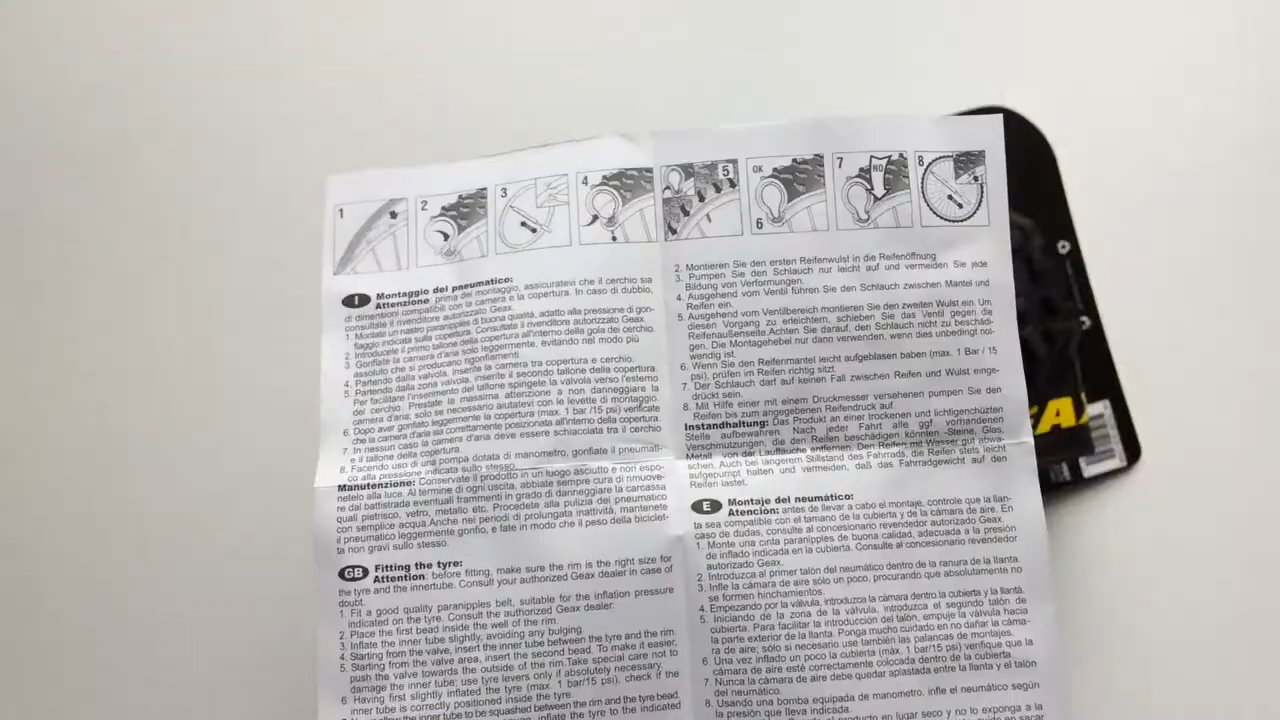 1
2
3
4
5
OK
6
7
NO
8
I Montaggio del pneumatico:
Attenzione: prima del montaggio, assicuratevi che il cerchio sia
di dimensioni compatibili con la camera e la copertura. In caso di dubbio,
consultate il rivenditore autorizzato Geax.
1. Montate un nastro paranipples di buona qualità, adatto alla pressione di gon-
fiaggio indicata sulla copertura. Consultate il rivenditore autorizzato Geax.
2. Introducete il primo tallone della copertura all'interno della gola del cerchio.
3. Gonfiate la camera d'aria solo leggermente, evitando nel modo più
assoluto che si producano rigonfiamenti.
4. Partendo dalla valvola, inserite la camera tra copertura e cerchio.
5. Partendo dalla zona valvola, inserite il secondo tallone della copertura.
Per facilitare l'inserimento del tallone spingete la valvola verso l'esterno
del cerchio. Prestate la massima attenzione a non danneggiare la
camera d'aria; solo se necessario aiutatevi con le levette di montaggio.
6. Dopo aver gonfiato leggermente la copertura (max. 1 bar /15 psi) verificate
che la camera d'aria sia correttamente posizionata all'interno della copertura.
7. In nessun caso la camera d'aria deve essere schiacciata tra il cerchio
e il tallone della copertura.
8. Facendo uso di una pompa dotata di manometro, gonfiate il pneumati-
co alla pressione indicata sullo stesso.
Manutenzione: Conservate il prodotto in un luogo asciutto e non espo-
netelo alla luce. Al termine di ogni uscita, abbiate sempre cura di rimuove-
re dal battistrada eventuali frammenti in grado di danneggiare la carcassa
quali pietrisco, vetro, metallo etc. Procedete alla pulizia dei pneumatici
con semplice acqua. Anche nei periodi di prolungata inattività, mantenete
il pneumatico leggermente gonfio, e fate in modo che il peso della biciclet-
ta non gravi sullo stesso.
GB Fitting the tyre:
Attention: before fitting, make sure the rim is the right size for
the tyre and the innertube. Consult your authorized Geax dealer in case of
doubt.
1. Fit a good quality paranipples belt, suitable for the inflation pressure
indicated on the tyre. Consult the authorized Geax dealer.
2. Place the first bead inside the well of the rim.
3. Inflate the inner tube slightly, avoiding any bulging.
4. Starting from the valve, insert the inner tube between the tyre and the rim.
5. Starting from the valve area, insert the second bead. To make it easier,
push the valve towards the outside of the rim.Take special care not to
damage the inner tube; use tyre levers only if absolutely necessary.
6. Having first slightly inflated the tyre (max. 1 bar/15 psi), check if the
inner tube is correctly positioned inside the tyre.
the inner tube to be squashed between the rim and the tyre bead.
inflate the tyre to the indicated
2. Montieren Sie den ersten Reifenwulst in die Reifenöffnung
3. Pumpen Sie den Schlauch nur leicht auf und vermeiden Sie jede
Bildung von Verformungen.
4. Ausgehend vom Ventil führen Sie den Schlauch zwischen Mantel und
Reifen ein.
5. Ausgehend vom Ventilbereich montieren Sie den zweiten Wulst ein. Um
diesen Vorgang zu erleichtern, schieben Sie das Ventil gegen die
Reifenaußenseite.Achten Sie darauf, den Schlauch nicht zu beschädi-
gen. Die Montagehebel nur dann verwenden, wenn dies unbedingt not-
wendig ist.
6. Wenn Sie den Reifenmantel leicht aufgeblasen baben (max. 1 Bar / 15
psi), prüfen im Reifen richtig sitzt.
7. Der Schlauch darf auf keinen Fall zwischen Reifen und Wulst einge-
drückt sein.
8. Mit Hilfe einer mit einem Druckmesser versehenen pumpen Sie den
Reifen bis zum angegebenen Reifendruck auf.
Instandhaltung: Das Produkt an einer trockenen und lichtigenchüzten
Stelle aufbewahren. Nach jeder Fahrt alle ggf. vorhandenen
Verschmutzungen, die den Reifen beschädigen könnten -Steine, Glas,
Metall - von der Lauffläuche entfernen. Den Reifen mit Wasser gut abwa-
schen. Auch bei längerem Stillstand des Fahrrads, die Reifen stets leicht
aufgepumpt halten und vermeiden, daß das Fahrradgewicht auf den
Reifen lastet.
E Montaje del neumático:
Atención: antes de llevar a cabo el montaje, controle que la llan-
ta sea compatible con el tamano de la cubierta y de la cámara de aire. En
caso de dudas, consulte al concesionario revendedor autorizado Geax.
1. Monte una cinta paranipples de buona calidad, adecuada a la presión
de inflado indicada en la cubierta. Consulte al concesionario revendedor
autorizado Geax.
2. Introduzca al primer talón del neumático dentro de la ranura de la llanta.
3. Infle la cámara de aire sólo un poco, procurando que absolutamente no
se formen hinchamientos.
4. Empezando por la válvula, introduzca la cámara dentro la cubierta y la llanta.
5. Iniciando de la zona de la válvula, introduzca el segundo talón de
cubierta. Para facilitar la introducción del talón, empuje la válvula hacia
la parte exterior de la llanta. Ponga mucho cuidado en no dañar la cáma-
ra de aire; sólo si necesario use también las palancas de montajes.
6. Una vez inflado un poco la cubierta (máx. 1 bar/15 psi) verifique que la
cámara de aire esté correctamente colocada dentro de la cubierta.
7. Nunca la cámara de aire debe quedar aplastada entre la llanta y el talón
del neumático.
8. Usando una bomba equipada de manometro, infle el neumático según
la presión que lleva indicada.
producto en lugar seco y no lo exponga a la